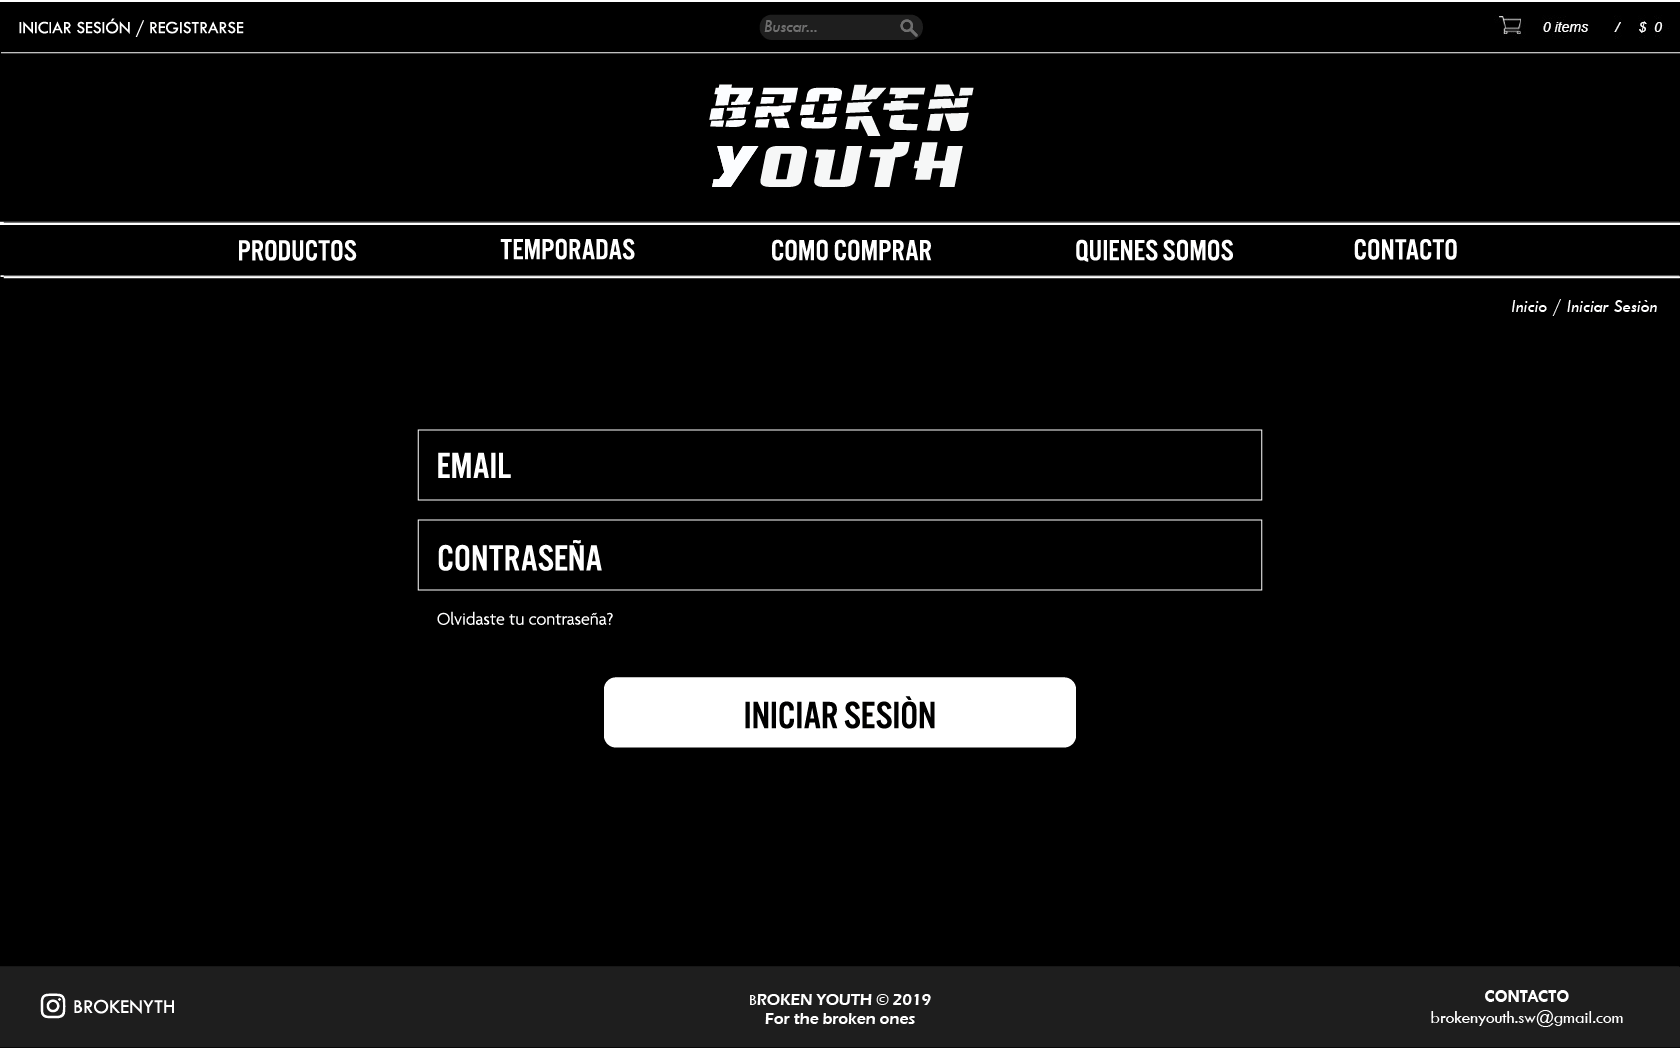 INICIAR SESIÓN / REGISTRARSE
Buscar...
0 items / $ 0
BROKEN
YOUTH
PRODUCTOS TEMPORADAS COMO COMPRAR QUIENES SOMOS CONTACTO
Inicio / Iniciar Sesiòn
EMAIL
CONTRASEÑA
Olvidaste tu contraseña?
INICIAR SESIÒN
BROKENYTH
BROKEN YOUTH © 2019
For the broken ones
CONTACTO
brokenyouth.sw@gmail.com